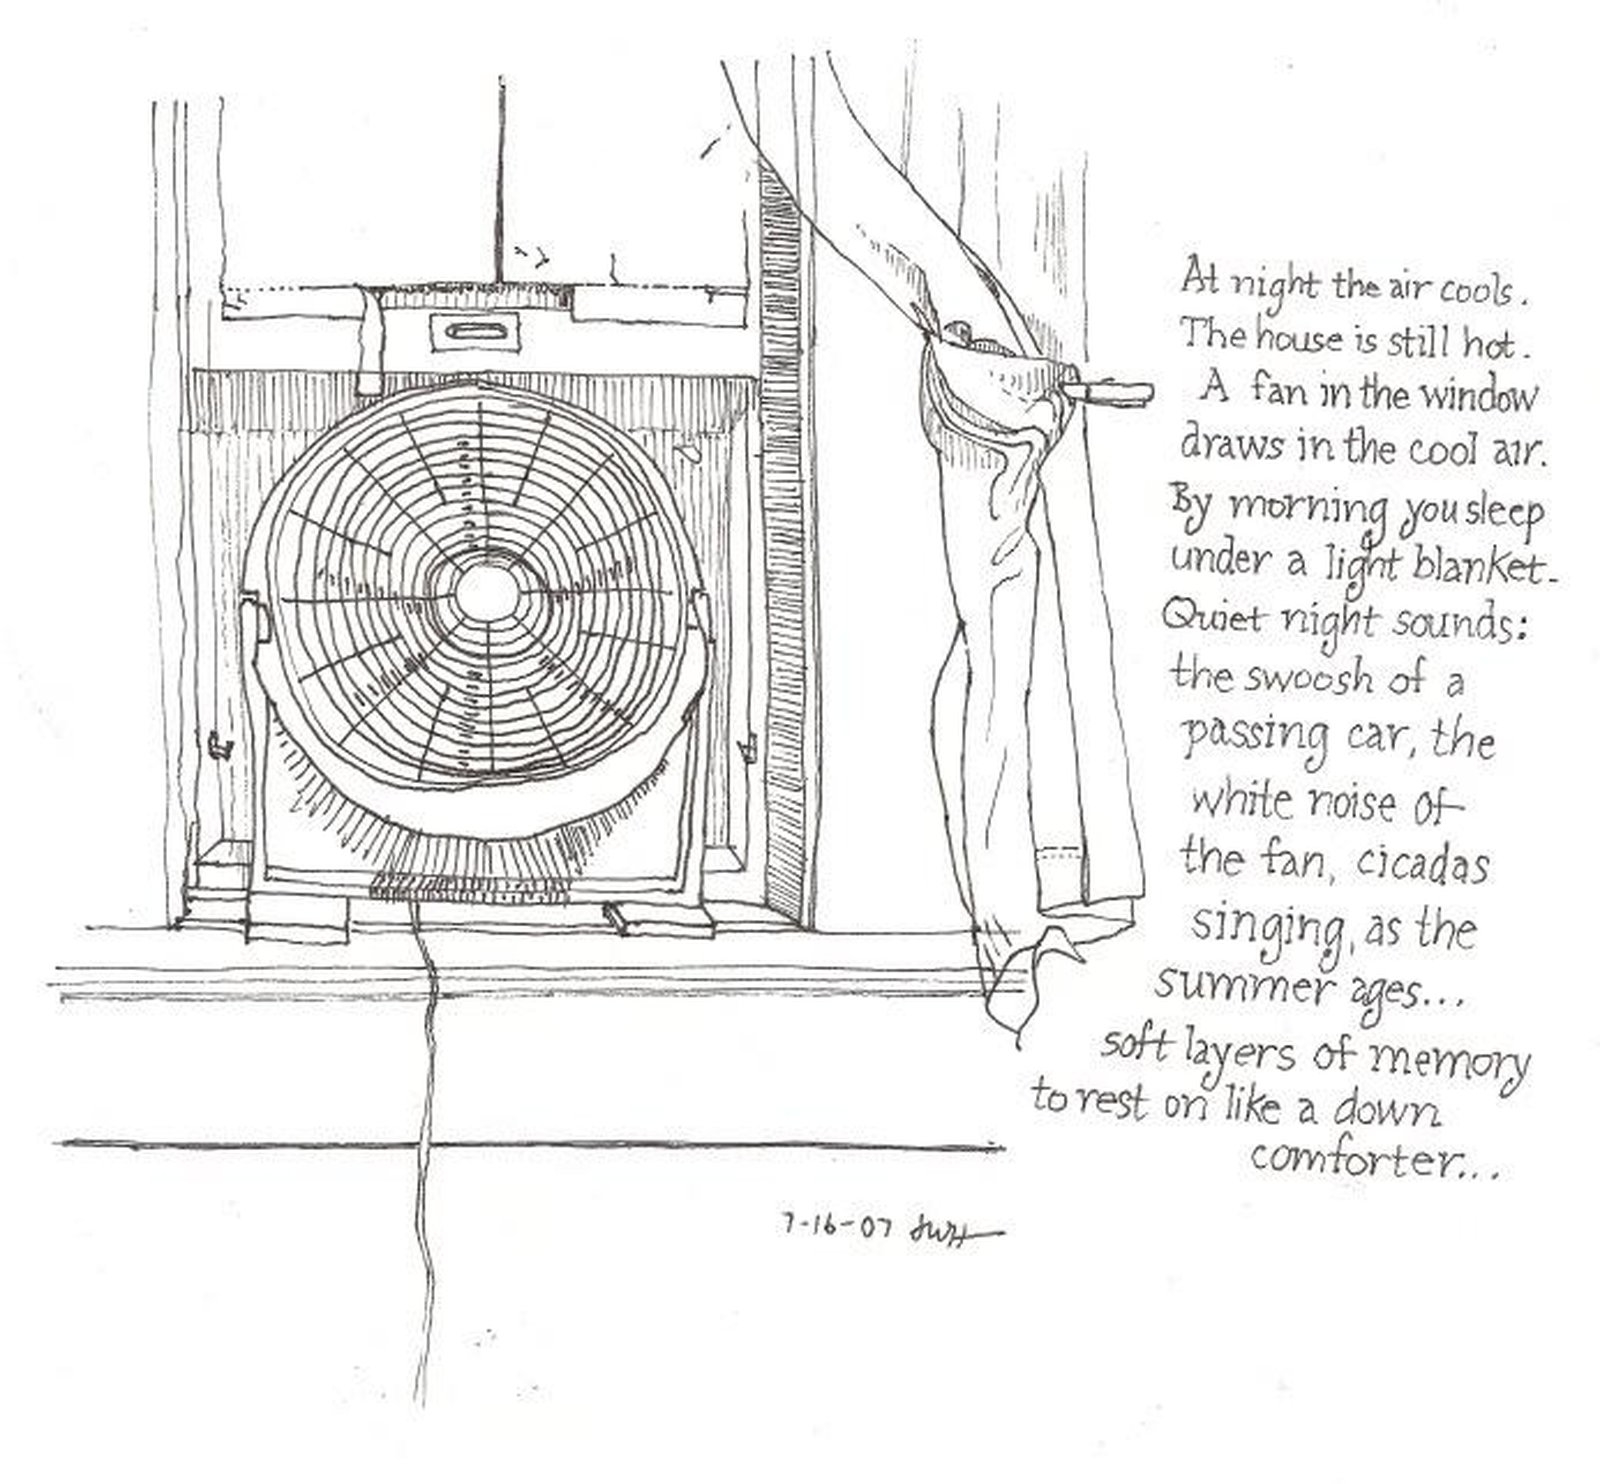 At night the air cools.
The house is still hot.
A fan in the window
draws in the cool air.
By morning you sleep
under a light blanket.
Quiet night sounds:
the swoosh of a
passing car, the
white noise of
the fan, cicadas
singing, as the
summer ages...
soft layers of memory
to rest on like a down
comforter...
7-16-07 JWH